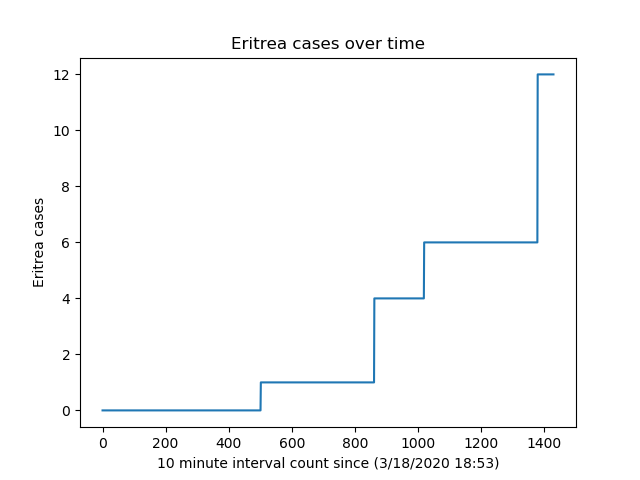 Eritrea cases over time
12
10
8
6
4
2
0
Eritrea cases
0 200 400 600 800 1000 1200 1400
10 minute interval count since (3/18/2020 18:53)